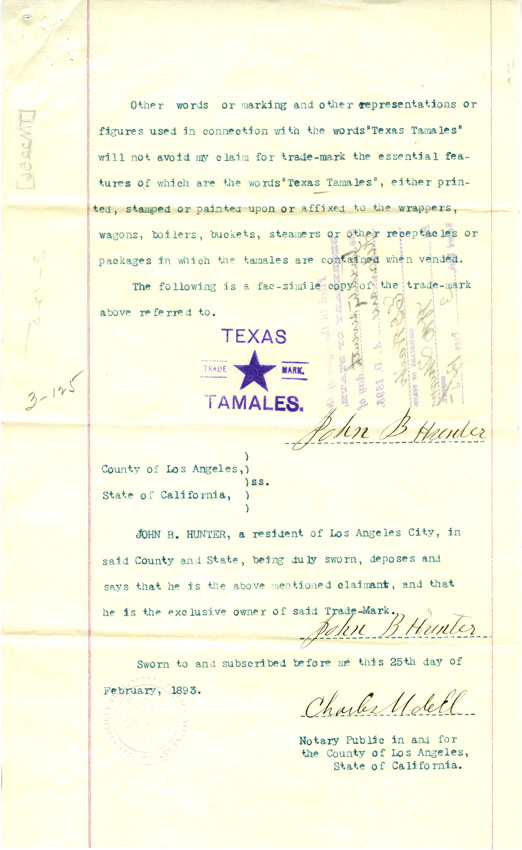 Other words or marking and other representations or
figures used in connection with the words"Texas Tamales"
will not avoid my claim for trade-mark the essential fea-
tures of which are the words"Texas Tamales", either prin-
ted, stamped or painted upon or affixed to the wrappers,
wagons, boilers, buckets, steamers or other receptacles or
packages in which the tamales are contained when vended.
The following is a fac-simile copy of the trade-mark
above referred to.
TEXAS
TRADE MARK.
TAMALES.
3-125
John B Hunter
)
County of Los Angeles,)
)ss.
State of California, )
)
JOHN B. HUNTER, a resident of Los Angeles City, in
said County and State, being duly sworn, deposes and
says that he is the above mentioned claimant, and that
he is the exclusive owner of said Trade-Mark.
John B Hunter
Sworn to and subscribed before me this 25th day of
February, 1893.
Charles Udell
Notary Public in and for
the County of Los Angeles,
State of California.